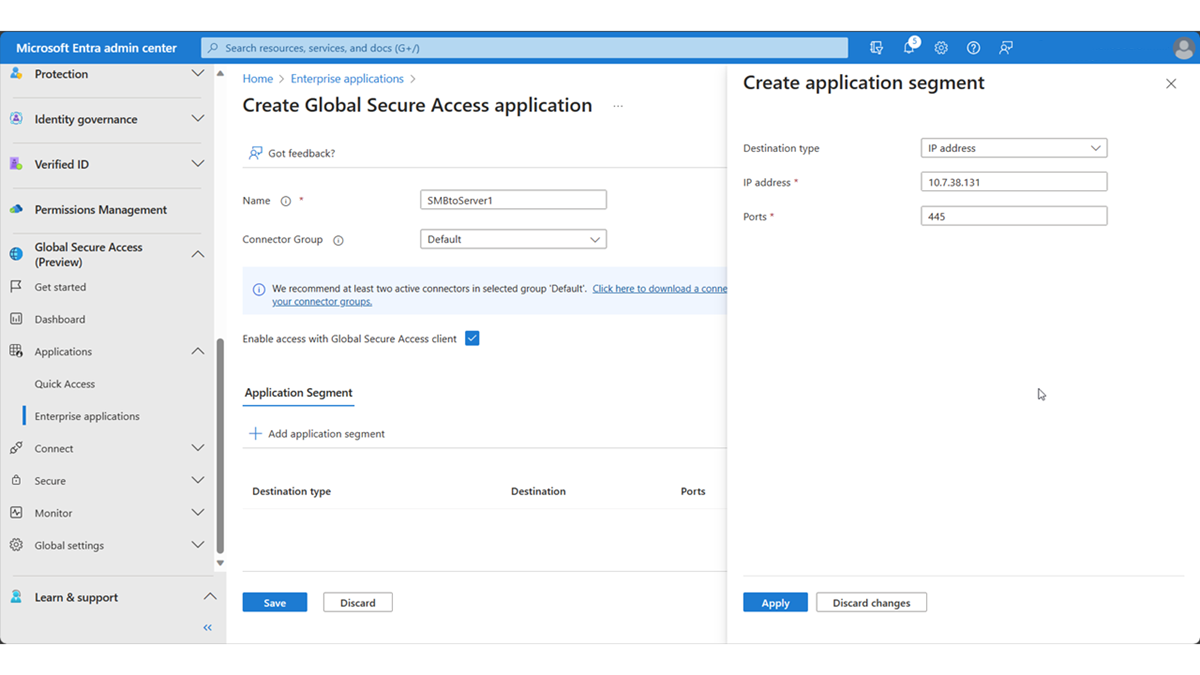 Microsoft Entra admin center
Search resources, services, and docs (G+/)
5
Protection
Identity governance
Verified ID
Permissions Management
Global Secure Access
(Preview)
Get started
Dashboard
Applications
Quick Access
Enterprise applications
Connect
Secure
Monitor
Global settings
Learn & support
Home > Enterprise applications >
Create Global Secure Access application ...
Got feedback?
Name *
SMBtoServer1
Connector Group
Default
We recommend at least two active connectors in selected group 'Default'. Click here to download a conne
your connector groups.
Enable access with Global Secure Access client
Application Segment
Add application segment
Destination type Destination Ports
Save Discard
Create application segment
Destination type IP address
IP address * 10.7.38.131
Ports * 445
Apply Discard changes